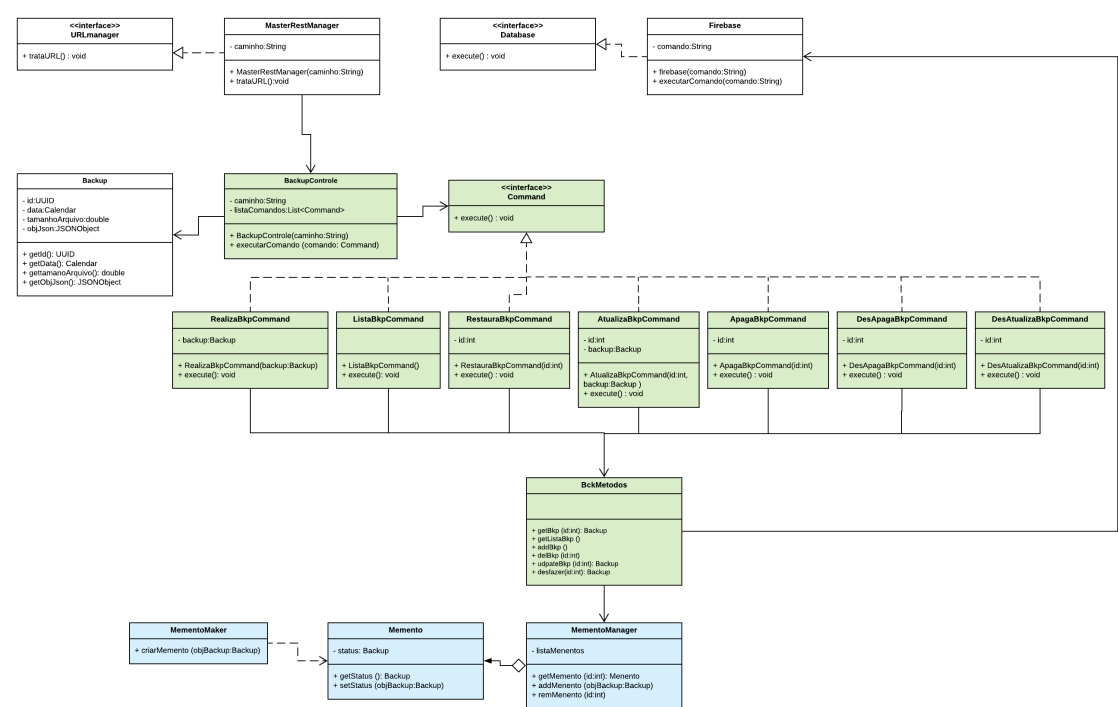 <<interface>>
URLmanager
+ trataURL() : void
MasterRestManager
- caminho:String
+ MasterRestManager(caminho:String)
+ trataURL():void
<<interface>>
Database
+ execute() : void
Firebase
- comando:String
+ firebase(comando:String)
+ executarComando(comando:String)
Backup
- id:UUID
- data:Calendar
- tamanhoArquivo:double
- objJson:JSONObject
+ getId(): UUID
+ getData(): Calendar
+ gettamanoArquivo(): double
+ getObjJson(): JSONObject
BackupControle
- caminho:String
- listaComandos:List<Command>
+ BackupControle(caminho:String)
+ executarComando (comando: Command)
<<interface>>
Command
+ execute() : void
RealizaBkpCommand
- backup:Backup
+ RealizaBkpCommand(backup:Backup)
+ execute(): void
ListaBkpCommand
+ ListaBkpCommand()
+ execute(): void
RestauraBkpCommand
- id:int
+ RestauraBkpCommand(id:int)
+ execute() : void
AtualizaBkpCommand
- id:int
- backup:Backup
+ AtualizaBkpCommand(id:int,
backup:Backup )
+ execute() : void
ApagaBkpCommand
- id:int
+ ApagaBkpCommand(id:int)
+ execute() : void
DesApagaBkpCommand
- id:int
+ DesApagaBkpCommand(id:int)
+ execute() : void
DesAtualizaBkpCommand
- id:int
+ DesAtualizaBkpCommand(id:int)
+ execute() : void
BckMetodos
+ getBkp (id:int): Backup
+ getListaBkp ()
+ addBkp ()
+ delBkp (id:int)
+ udpateBkp (id:int): Backup
+ desfazer(id:int): Backup
MementoMaker
+ criarMemento (objBackup:Backup)
Memento
- status: Backup
+ getStatus (): Backup
+ setStatus (objBackup:Backup)
MementoManager
- listaMenentos
+ getMemento (id:int): Menento
+ addMenento (objBackup:Backup)
+ remMenento (id:int)